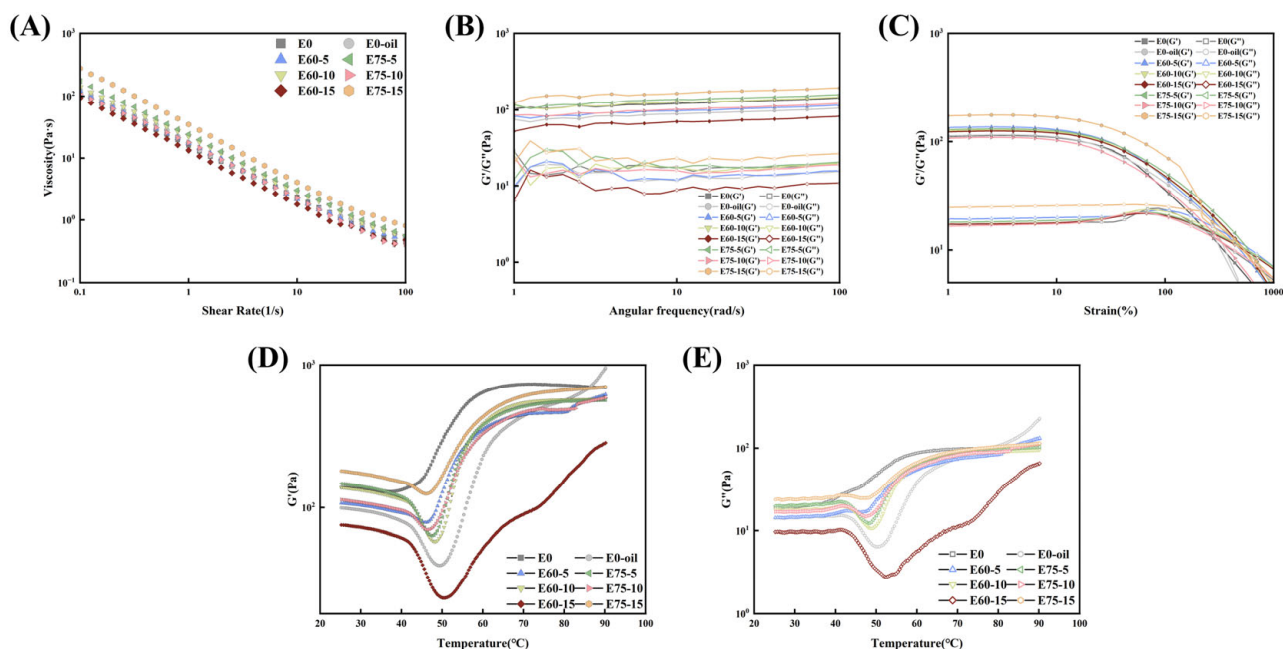 (A)
Viscosity(Pa·s)
10³
10²
10¹
10⁰
10⁻¹
0.1 1 10 100
Shear Rate(1/s)
E0 E0-oil
E60-5 E75-5
E60-10 E75-10
E60-15 E75-15
(B)
G'/G''(Pa)
10³
10²
10¹
10⁰
1 10 100
Angular frequency(rad/s)
E0(G') E0(G'')
E0-oil(G') E0-oil(G'')
E60-5(G') E60-5(G'')
E60-10(G') E60-10(G'')
E60-15(G') E60-15(G'')
E75-5(G') E75-5(G'')
E75-10(G') E75-10(G'')
E75-15(G') E75-15(G'')
(C)
G'/G''(Pa)
10³
10²
10¹
1 10 100 1000
Strain(%)
E0(G') E0(G'')
E0-oil(G') E0-oil(G'')
E60-5(G') E60-5(G'')
E60-10(G') E60-10(G'')
E60-15(G') E60-15(G'')
E75-5(G') E75-5(G'')
E75-10(G') E75-10(G'')
E75-15(G') E75-15(G'')
(D)
G'(Pa)
10³
10²
20 30 40 50 60 70 80 90 100
Temperature(°C)
E0 E0-oil
E60-5 E75-5
E60-10 E75-10
E60-15 E75-15
(E)
G''(Pa)
10³
10²
10¹
10⁰
20 30 40 50 60 70 80 90 100
Temperature(°C)
E0 E0-oil
E60-5 E75-5
E60-10 E75-10
E60-15 E75-15